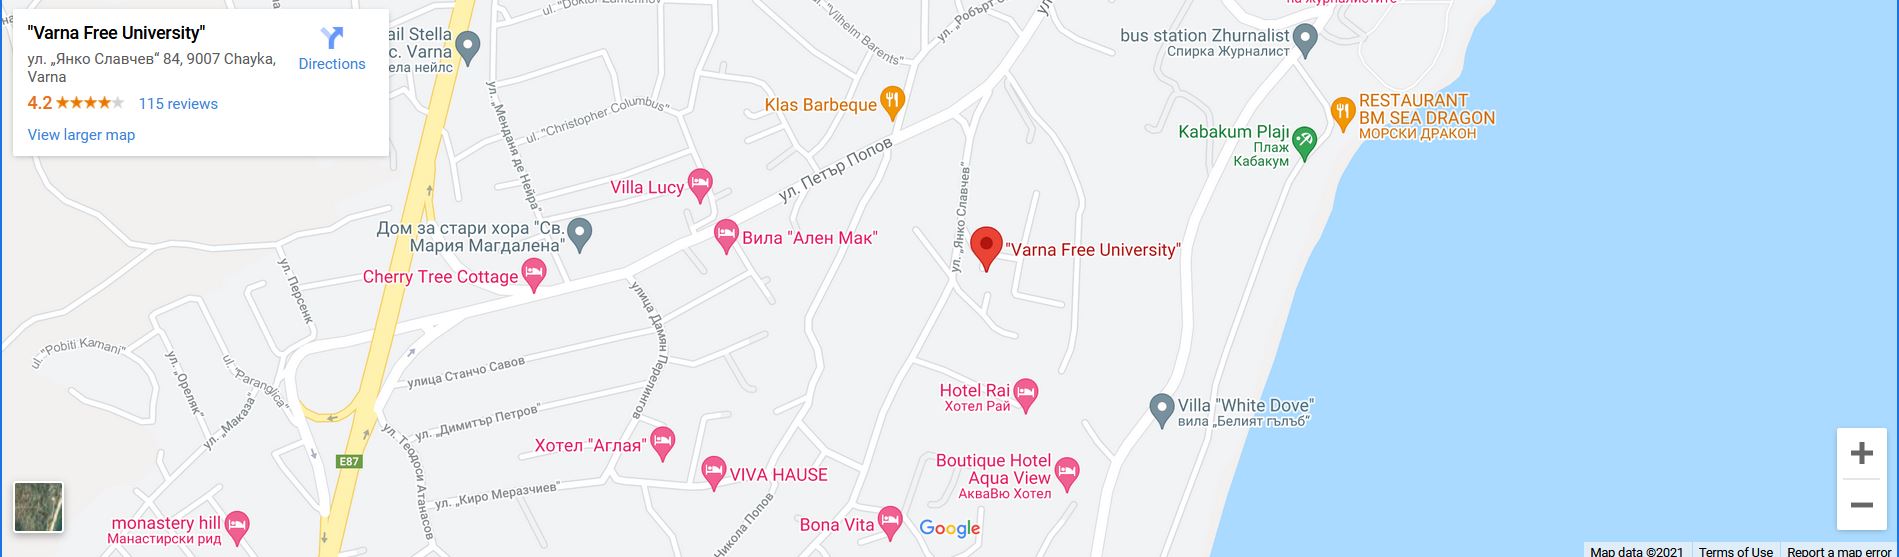 "Varna Free University"
ул. „Янко Славчев“ 84, 9007 Chayka,
Varna
4.2
115 reviews
Directions
View larger map
ail Stella
c. Varna
ела нейлс
ul. "Doktor Zamenhof"
ul. "Vilhelm Barents"
ул. „Робърт
на журналистите
bus station Zhurnalist
Спирка Журналист
ул. „Менданя де Нейра“
ul. "Christopher Columbus"
Klas Barbeque
RESTAURANT
BM SEA DRAGON
МОРСКИ ДРАКОН
Kabakum Plajı
Плаж
Кабакум
ул. Петър Попов
Villa Lucy
ул. „Янко Славчев”
Дом за стари хора "Св.
Мария Магдалена"
Вила "Ален Мак"
"Varna Free University"
Cherry Tree Cottage
ул. „Персенк
улица Дамян Перелингов
ul. "Pobiti Kamani"
ул. „Ореляк“
ul. „Paranglica"
улица Станчо Савов
Hotel Rai
Хотел Рай
Villa "White Dove"
вила „Белият гълъб“
ул. „Маказа“
ул. „Димитър Петров“
ул. Теодоси Атанасов
Хотел "Аглая"
E87
VIVA HAUSE
Boutique Hotel
Aqua View
АкваВю Хотел
ул. „Киро Меразчиев“
Никола Попов
monastery hill
Манастирски рид
Bona Vita
Google
Map data ©2021
Terms of Use
Report a map error